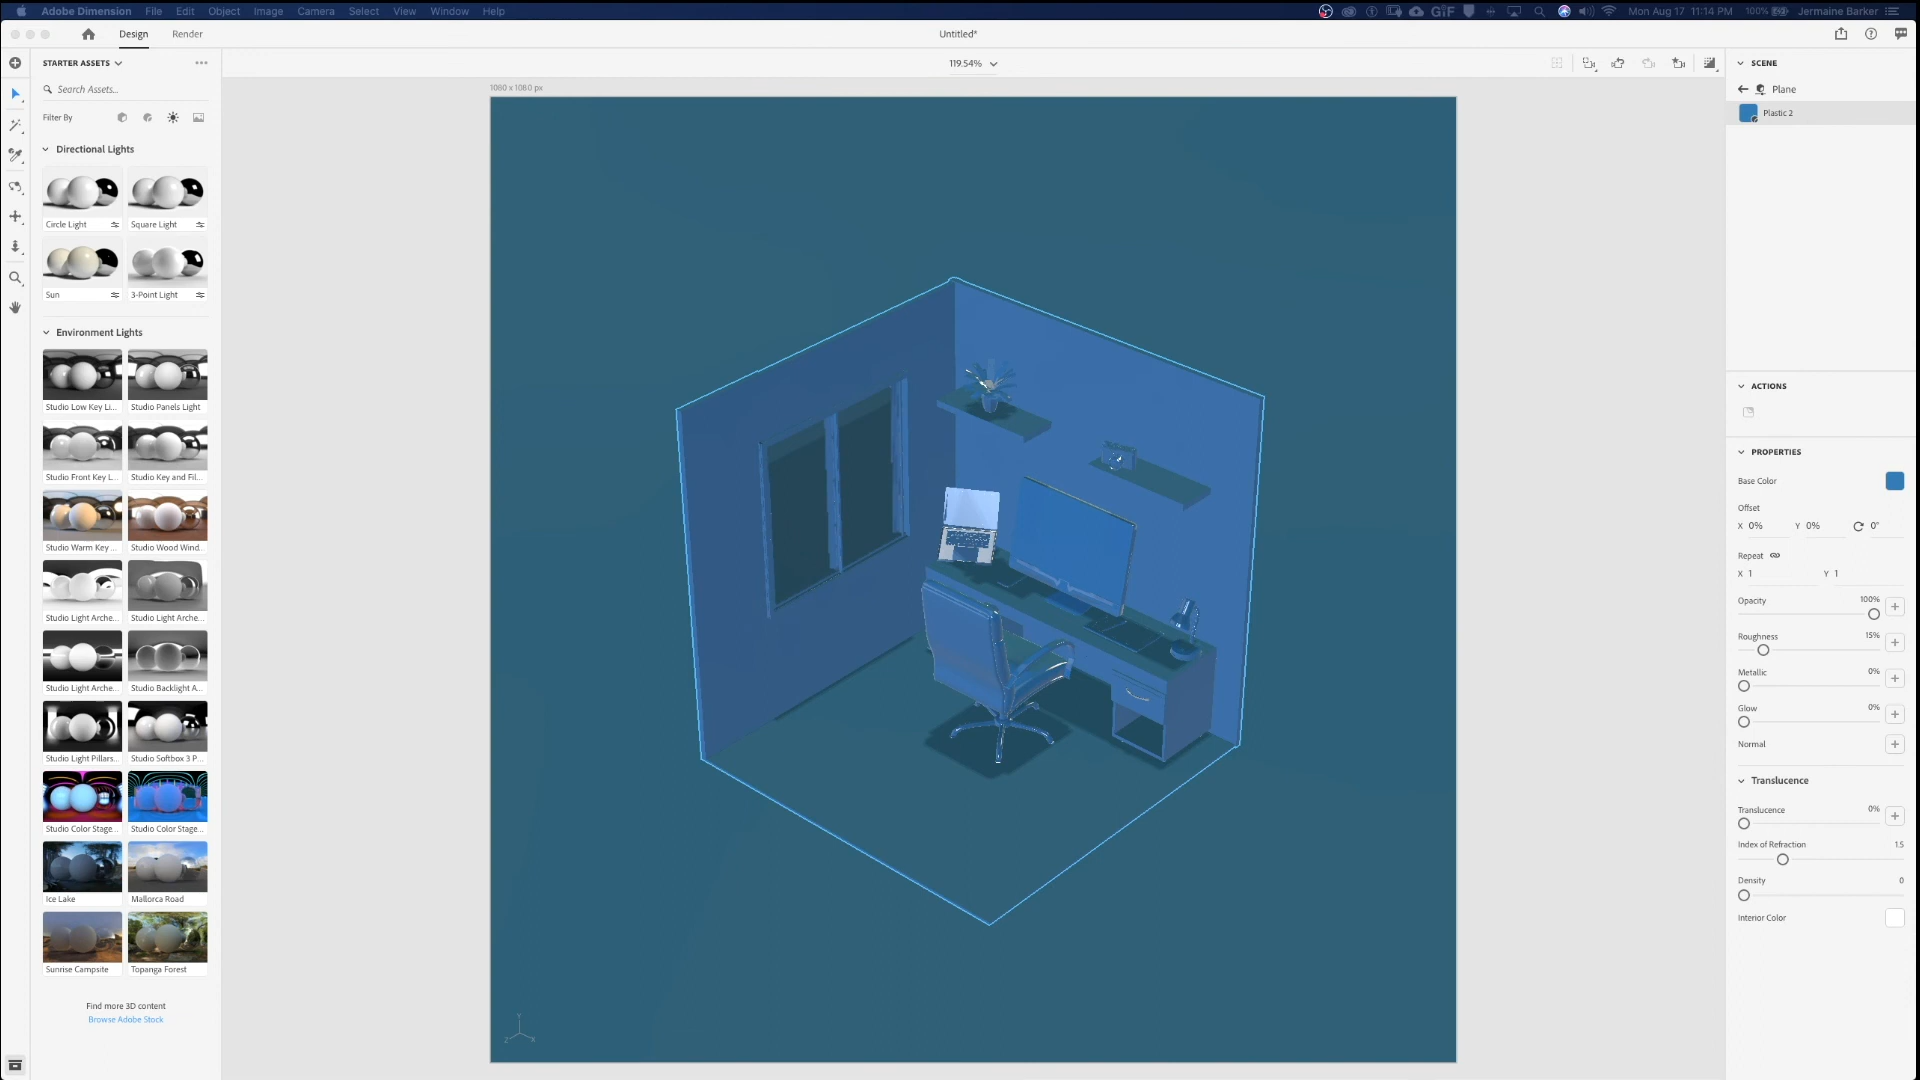 Adobe Dimension File Edit Object Image Camera Select View Window Help GIF Mon Aug 17 11:14 PM 100% Jermaine Barker
Design Render Untitled*
STARTER ASSETS
119.54%
Search Assets...
Filter By
Directional Lights
Circle Light
Square Light
Sun
3-Point Light
Environment Lights
Studio Low Key Li...
Studio Panels Light
Studio Front Key L...
Studio Key and Fil...
Studio Warm Key ...
Studio Wood Wind...
Studio Light Arche...
Studio Light Arche...
Studio Light Arche...
Studio Backlight A...
Studio Light Pillars...
Studio Softbox 3 P...
Studio Color Stage...
Studio Color Stage...
Ice Lake
Mallorca Road
Sunrise Campsite
Topanga Forest
Find more 3D content
Browse Adobe Stock
1080 x 1080 px
Y
Z X
SCENE
Plane
Plastic 2
ACTIONS
PROPERTIES
Base Color
Offset
X 0% Y 0% 0°
Repeat
X 1 Y 1
Opacity 100%
Roughness 15%
Metallic 0%
Glow 0%
Normal
Translucence
Translucence 0%
Index of Refraction 1.5
Density 0
Interior Color